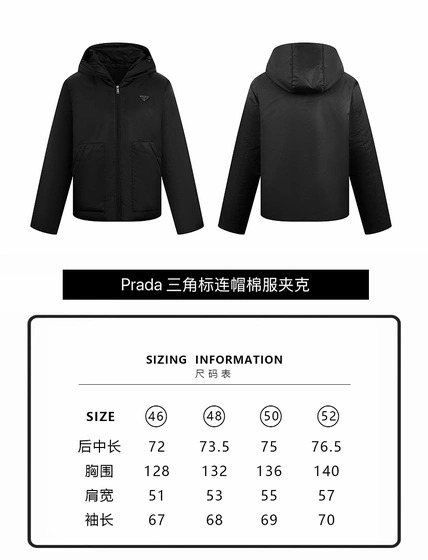 Prada 三角标连帽棉服夹克
SIZING INFORMATION
尺码表
SIZE 46 48 50 52
后中长 72 73.5 75 76.5
胸围 128 132 136 140
肩宽 51 53 55 57
袖长 67 68 69 70